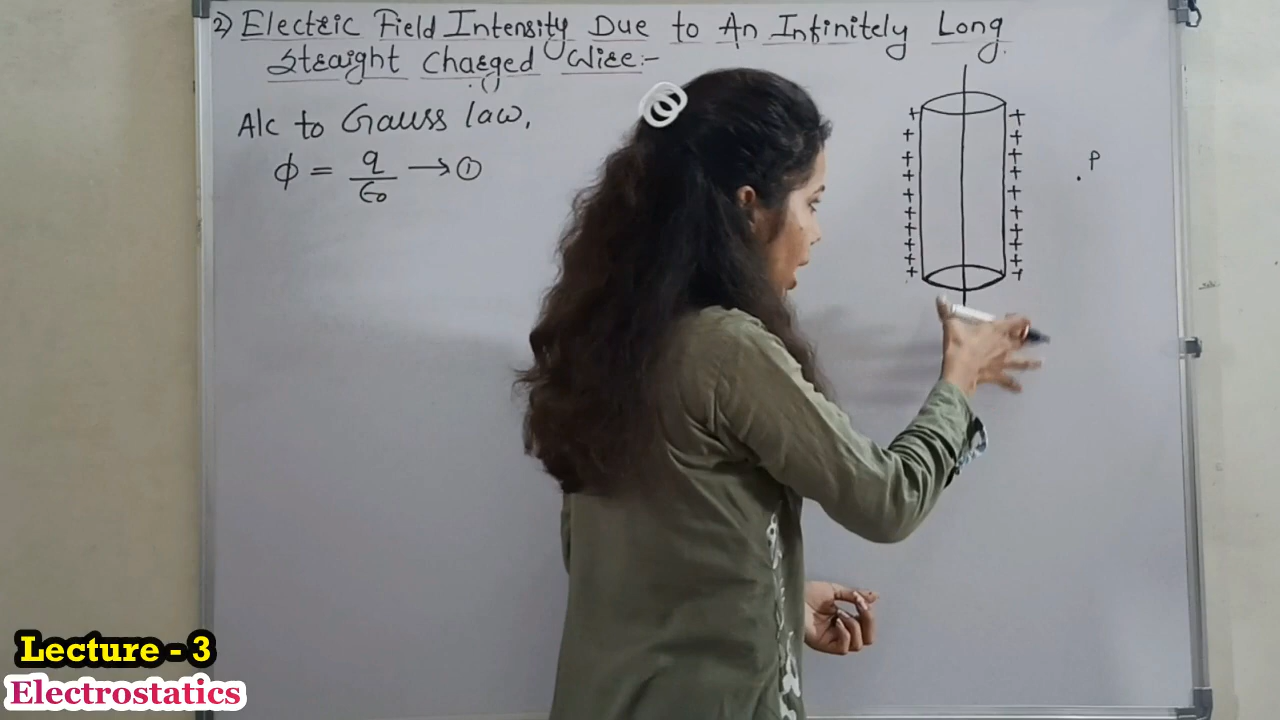 2) Electric Field Intensity Due to An Infinitely Long
Straight Charged Wire:-
A/c to Gauss law,
ϕ = q/ε₀ → ①
+ +
+ +
+ +
+ +
+ +
+ +
+ +
+ +
+ +
P
Lecture - 3
Electrostatics